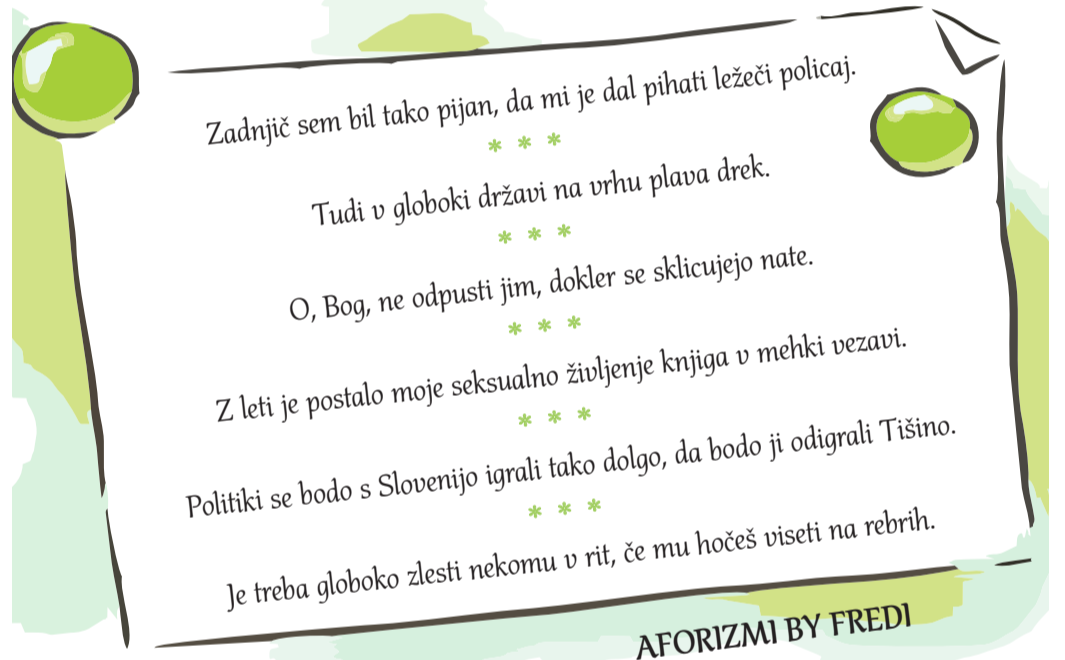 Zadnjič sem bil tako pijan, da mi je dal pihati ležeči policaj.
* * *
Tudi v globoki državi na vrhu plava drek.
* * *
O, Bog, ne odpusti jim, dokler se sklicujejo nate.
* * *
Z leti je postalo moje seksualno življenje knjiga v mehki vezavi.
* * *
Politiki se bodo s Slovenijo igrali tako dolgo, da bodo ji odigrali Tišino.
* * *
Je treba globoko zlesti nekomu v rit, če mu hočeš viseti na rebrih.
AFORIZMI BY FREDI